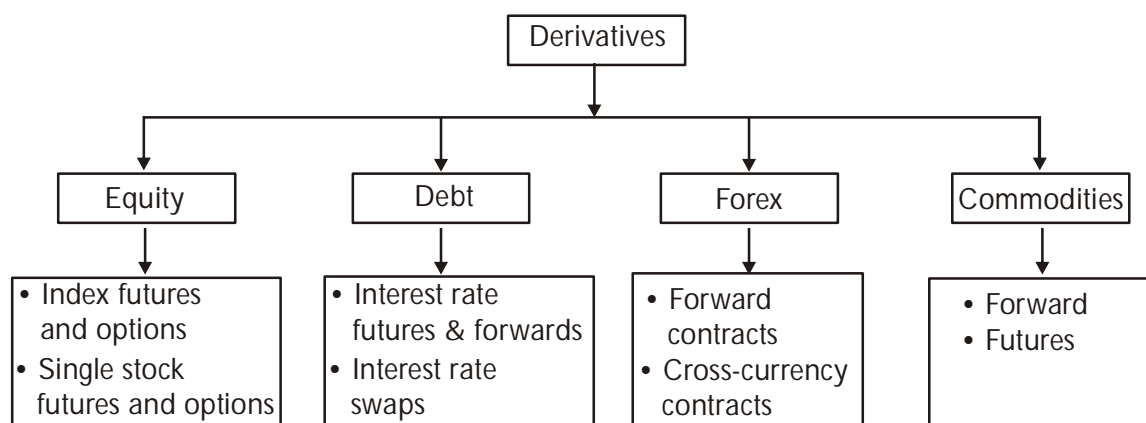 Derivatives
Equity
Debt
Forex
Commodities
• Index futures
and options
• Single stock
futures and options
• Interest rate
futures & forwards
• Interest rate
swaps
• Forward
contracts
• Cross-currency
contracts
• Forward
• Futures